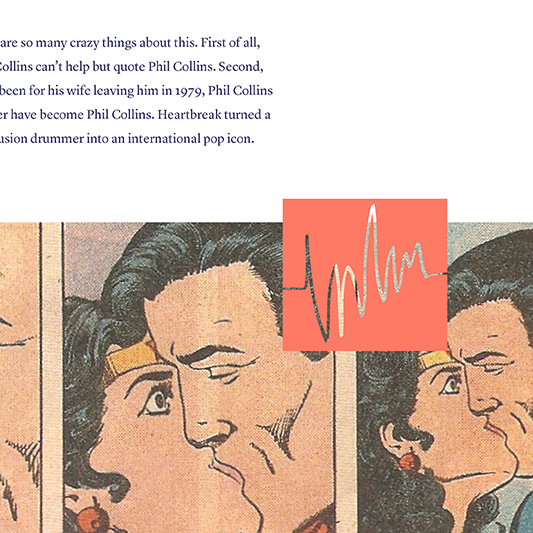 are so many crazy things about this. First of all,
Collins can’t help but quote Phil Collins. Second,
been for his wife leaving him in 1979, Phil Collins
er have become Phil Collins. Heartbreak turned a
usion drummer into an international pop icon.